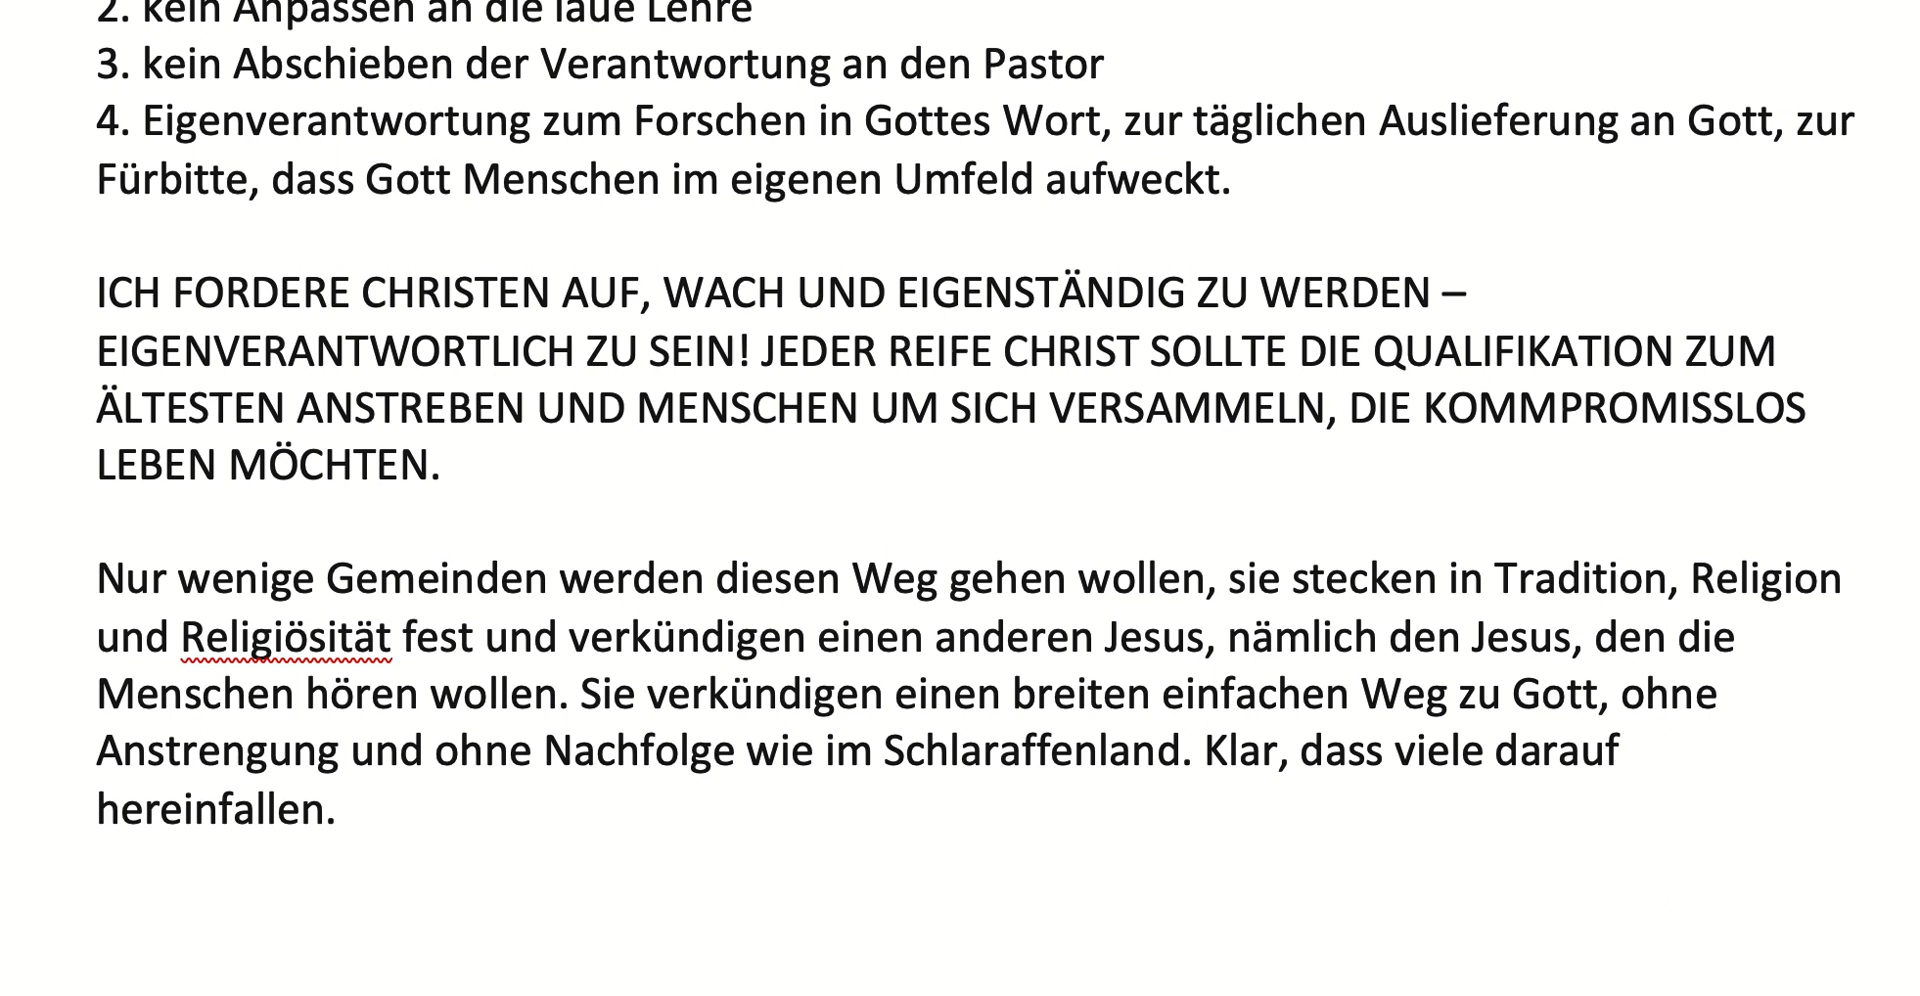 2. kein Anpassen an die laue Lehre
3. kein Abschieben der Verantwortung an den Pastor
4. Eigenverantwortung zum Forschen in Gottes Wort, zur täglichen Auslieferung an Gott, zur
Fürbitte, dass Gott Menschen im eigenen Umfeld aufweckt.
ICH FORDERE CHRISTEN AUF, WACH UND EIGENSTÄNDIG ZU WERDEN –
EIGENVERANTWORTLICH ZU SEIN! JEDER REIFE CHRIST SOLLTE DIE QUALIFIKATION ZUM
ÄLTESTEN ANSTREBEN UND MENSCHEN UM SICH VERSAMMELN, DIE KOMMPROMISSLOS
LEBEN MÖCHTEN.
Nur wenige Gemeinden werden diesen Weg gehen wollen, sie stecken in Tradition, Religion
und Religiösität fest und verkündigen einen anderen Jesus, nämlich den Jesus, den die
Menschen hören wollen. Sie verkündigen einen breiten einfachen Weg zu Gott, ohne
Anstrengung und ohne Nachfolge wie im Schlaraffenland. Klar, dass viele darauf
hereinfallen.